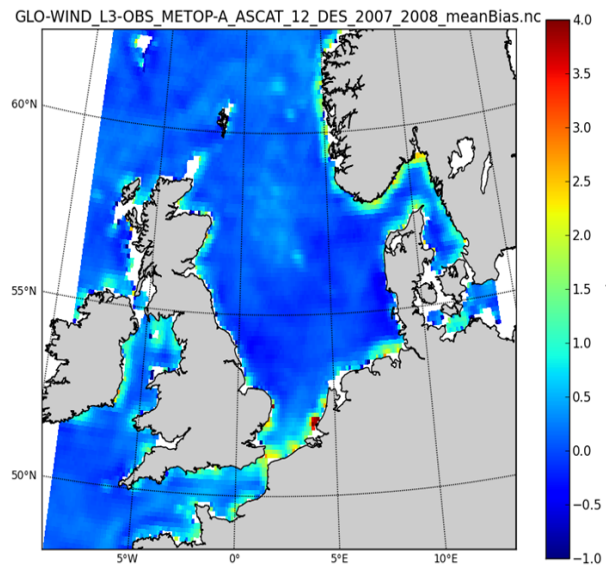 GLO-WIND_L3-OBS_METOP-A_ASCAT_12_DES_2007_2008_meanBias.nc
4.0
3.5
60°N
3.0
2.5
2.0
55°N
1.5
1.0
0.5
50°N
0.0
−0.5
−1.0
5°W
0°
5°E
10°E